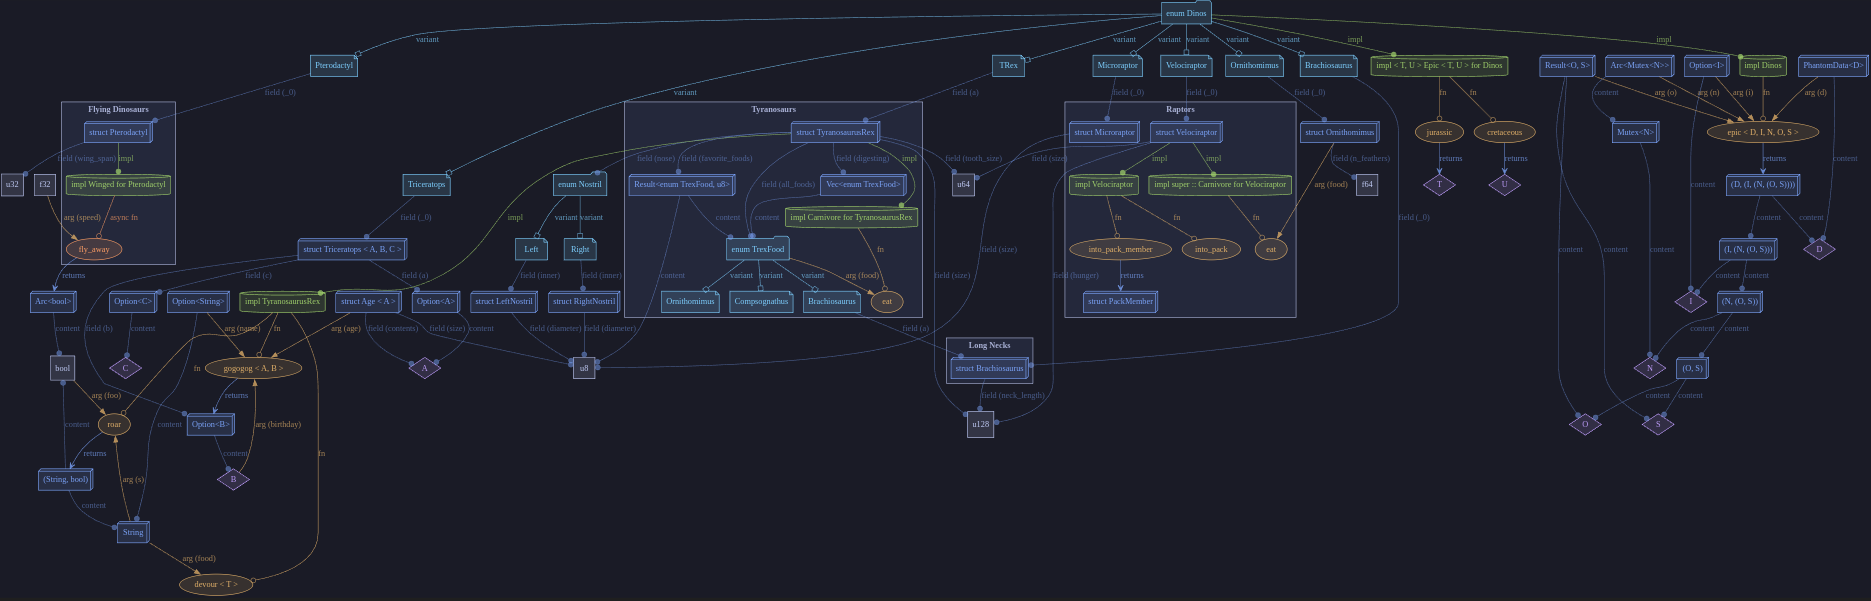 enum Dinos
variant
variant
variant
variant
variant
variant
variant
impl
impl
Pterodactyl
TRex
Microraptor
Velociraptor
Ornithomimus
Brachiosaurus
impl < T, U > Epic < T, U > for Dinos
Result<O, S>
Arc<Mutex<N>>
Option<I>
impl Dinos
PhantomData<D>
field (_0)
field (a)
field (_0)
field (_0)
field (_0)
fn
fn
content
arg (o)
arg (n)
arg (i)
fn
arg (d)
Flying Dinosaurs
Tyranosaurs
Raptors
struct Pterodactyl
struct TyranosaurusRex
struct Microraptor
struct Velociraptor
struct Ornithomimus
jurassic
cretaceous
Mutex<N>
epic < D, I, N, O, S >
field (wing_span)
impl
field (nose)
field (favorite_foods)
field (digesting)
impl
field (tooth_size)
field (size)
impl
impl
field (n_feathers)
returns
returns
returns
content
u32
f32
impl Winged for Pterodactyl
Triceratops
enum Nostril
Result<enum TrexFood, u8>
field (all_foods)
Vec<enum TrexFood>
u64
impl Velociraptor
impl super :: Carnivore for Velociraptor
arg (food)
f64
T
U
content
(D, (I, (N, (O, S))))
arg (speed)
async fn
field (_0)
impl
variant
variant
content
content
impl Carnivore for TyranosaurusRex
fn
fn
field (_0)
content
content
fly_away
struct Triceratops < A, B, C >
Left
Right
enum TrexFood
fn
field (size)
into_pack_member
into_pack
eat
content
content
content
(I, (N, (O, S)))
D
returns
field (c)
field (a)
field (inner)
field (inner)
content
variant
variant
variant
arg (food)
field (size)
field (hunger)
returns
content
content
Arc<bool>
Option<C>
Option<String>
impl TyranosaurusRex
struct Age < A >
Option<A>
struct LeftNostril
struct RightNostril
Ornithomimus
Compsognathus
Brachiosaurus
eat
struct PackMember
I
(N, (O, S))
content
field (b)
content
arg (name)
fn
arg (age)
field (contents)
field (size)
content
field (diameter)
field (diameter)
field (a)
content
content
Long Necks
bool
C
fn
gogogog < A, B >
A
u8
struct Brachiosaurus
N
(O, S)
arg (foo)
returns
field (neck_length)
content
content
roar
content
content
Option<B>
arg (birthday)
u128
O
S
returns
content
fn
(String, bool)
arg (s)
B
content
String
arg (food)
devour < T >